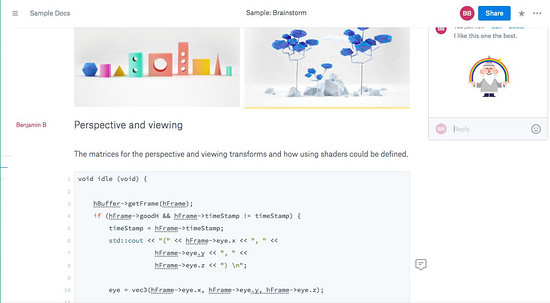 Sample Docs
Sample: Brainstorm
BB
Share
I like this one the best.
BB
Reply
Benjamin B
Perspective and viewing
The matrices for the perspective and viewing transforms and how using shaders could be defined.
1 void idle (void) {
2
3 hBuffer->getFrame(hFrame);
4 if (hFrame->goodH && hFrame->timeStamp != timeStamp) {
5 timeStamp = hFrame->timeStamp;
6 std::cout << "(" << hFrame->eye.x << ", " <<
7 hFrame->eye.y << ", " <<
8 hFrame->eye.z << ") \n";
9
10 eye = vec3(hFrame->eye.x, hFrame->eye.y, hFrame->eye.z);